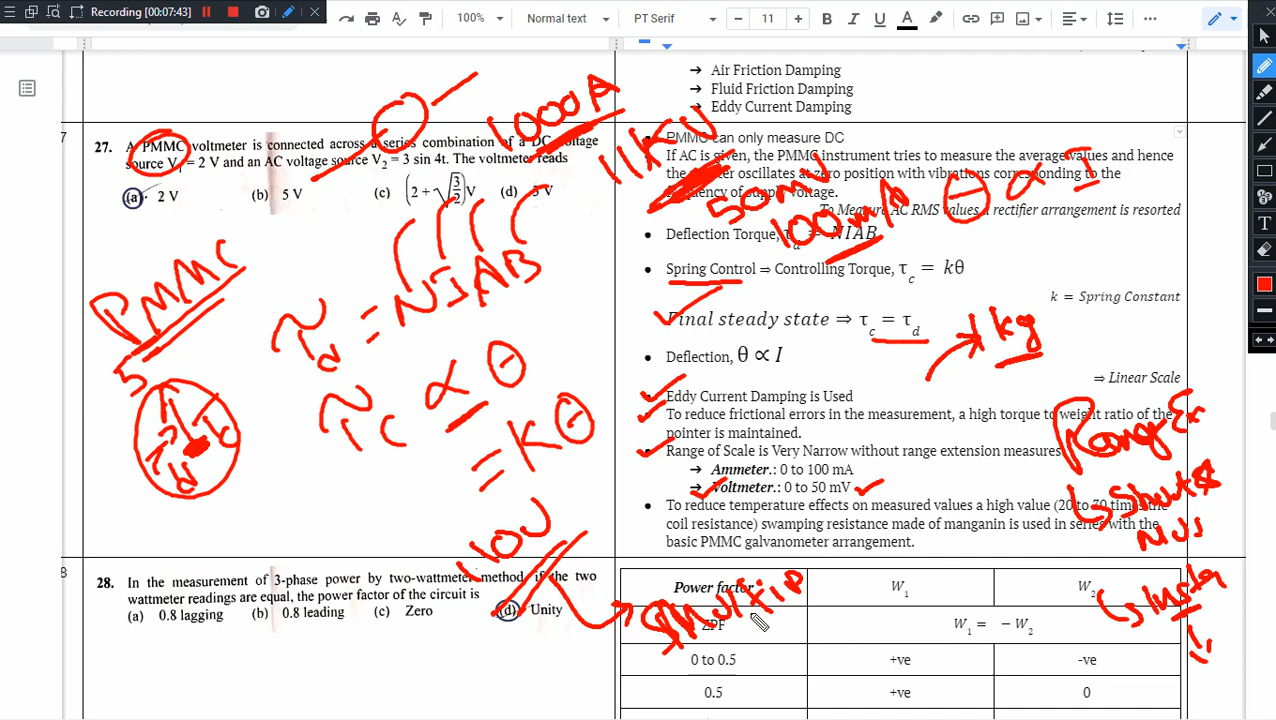 Recording [00:07:43]
100%
Normal text
PT Serif
11
B I U A
Air Friction Damping
Fluid Friction Damping
Eddy Current Damping
7
27. A PMMC voltmeter is connected across a series combination of a DC voltage
source V1 = 2 V and an AC voltage source V2 = 3 sin 4t. The voltmeter reads
(a) 2 V (b) 5 V (c) (2 + √3/2) V (d) 3 V
PMMC can only measure DC
If AC is given, the PMMC instrument tries to measure the average values and hence
the oscillates at zero position with vibrations corresponding to the
frequency of supply voltage.
To Measure AC RMS values a rectifier arrangement is resorted
Deflection Torque, τd = NIAB
Spring Control ⇒ Controlling Torque, τc = kθ
k = Spring Constant
Final steady state ⇒ τc = τd
Deflection, θ ∝ I
⇒ Linear Scale
Eddy Current Damping is Used
To reduce frictional errors in the measurement, a high torque to weight ratio of the
pointer is maintained.
Range of Scale is Very Narrow without range extension measures
➔ Ammeter.: 0 to 100 mA
➔ Voltmeter.: 0 to 50 mV
To reduce temperature effects on measured values a high value (20 to 30 times the
coil resistance) swamping resistance made of manganin is used in series with the
basic PMMC galvanometer arrangement.
1000A
11KV
50m
100mA
θ α I
PMMC
τd = NIAB
τc α θ
= Kθ
5
τd
τc
kg
Range Ex
Shunt
10V
Multip
8
28. In the measurement of 3-phase power by two-wattmeter method, if the two
wattmeter readings are equal, the power factor of the circuit is
(a) 0.8 lagging (b) 0.8 leading (c) Zero (d) Unity
Power factor W1 W2
ZPF W1 = − W2
0 to 0.5 +ve -ve
0.5 +ve 0